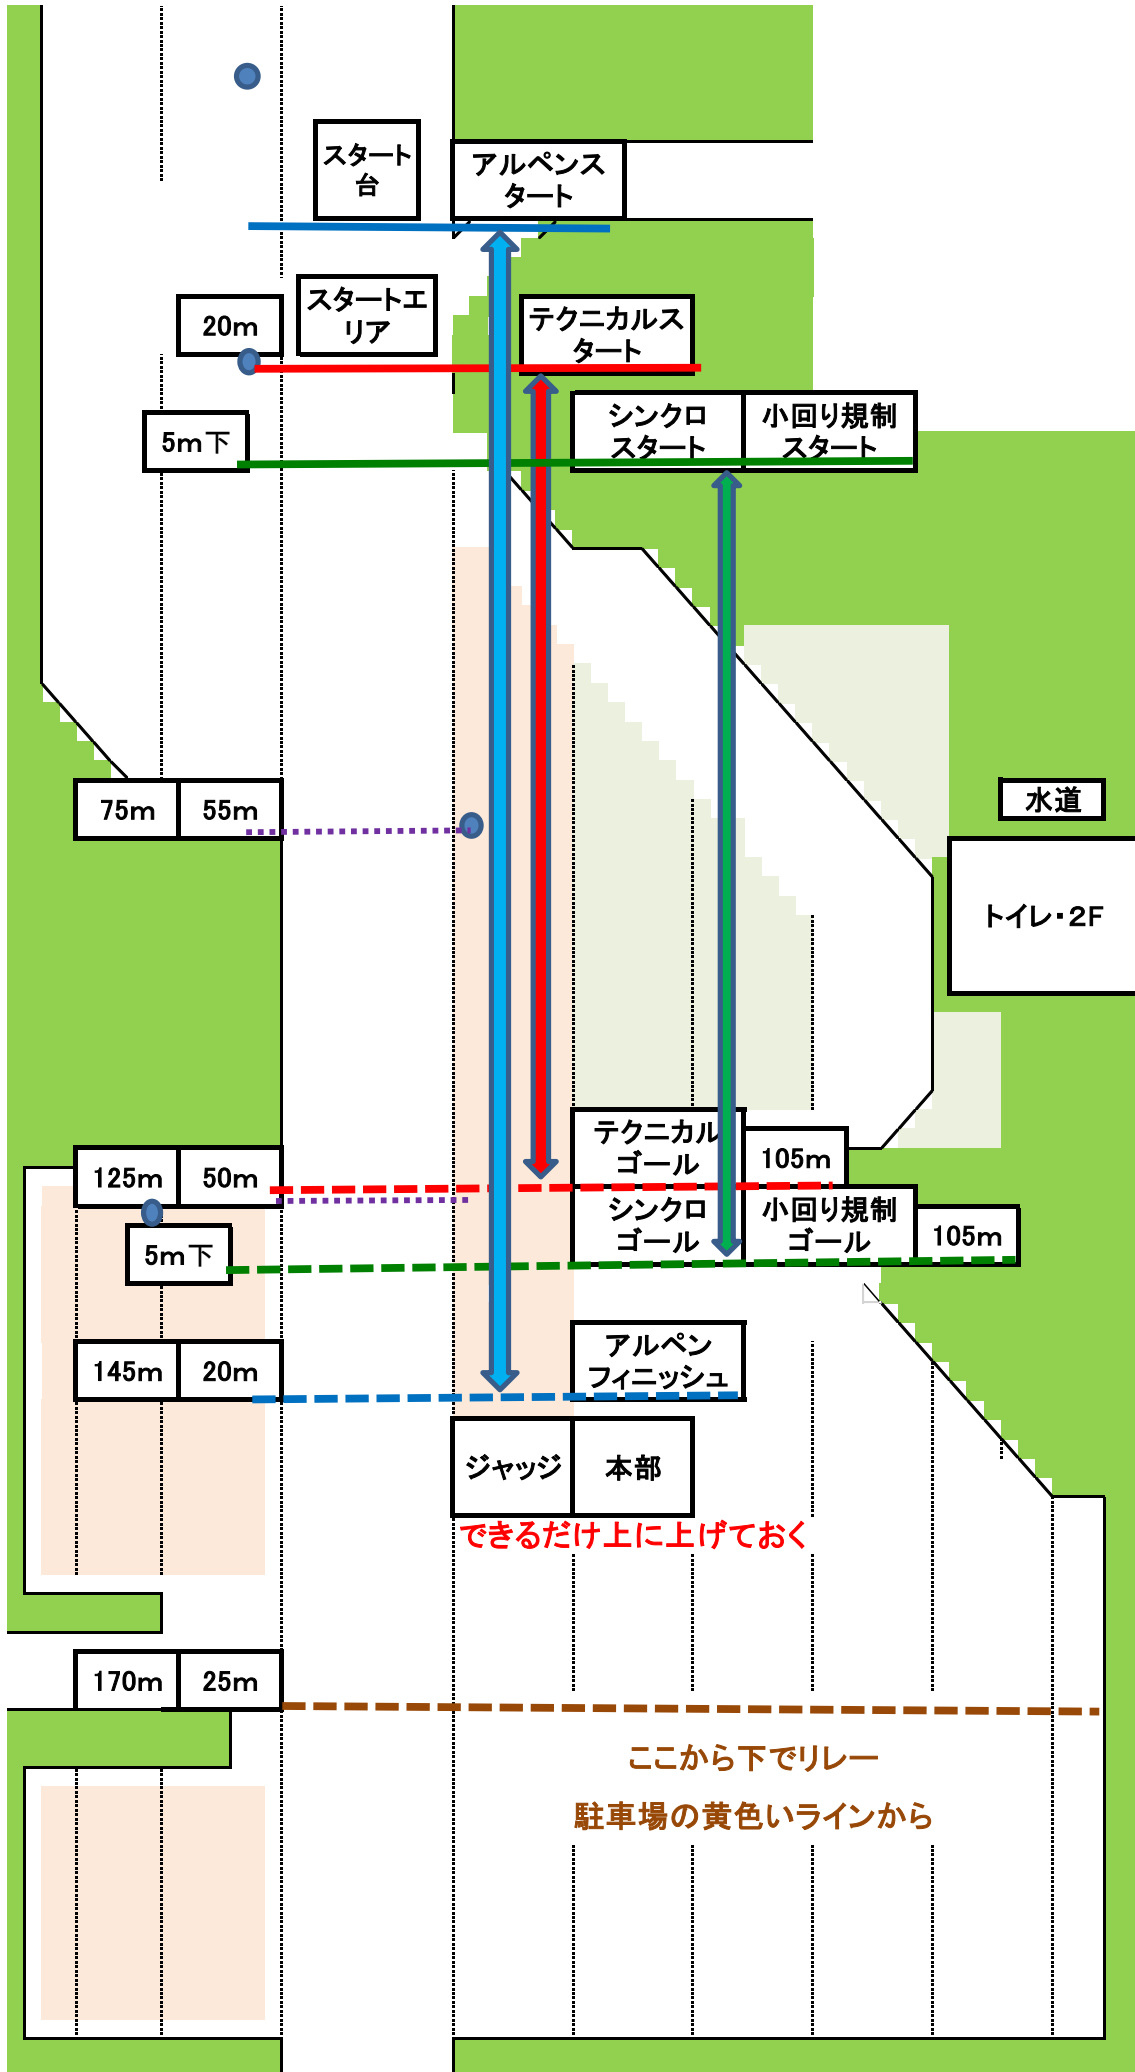 スタート
台
アルペンス
タート
20m
スタートエ
リア
テクニカルス
タート
5m下
シンクロ
スタート
小回り規制
スタート
75m
55m
水道
トイレ・2F
テクニカル
ゴール
105m
125m
50m
シンクロ
ゴール
小回り規制
ゴール
105m
5m下
アルペン
フィニッシュ
145m
20m
ジャッジ
本部
できるだけ上に上げておく
170m
25m
ここから下でリレー
駐車場の黄色いラインから